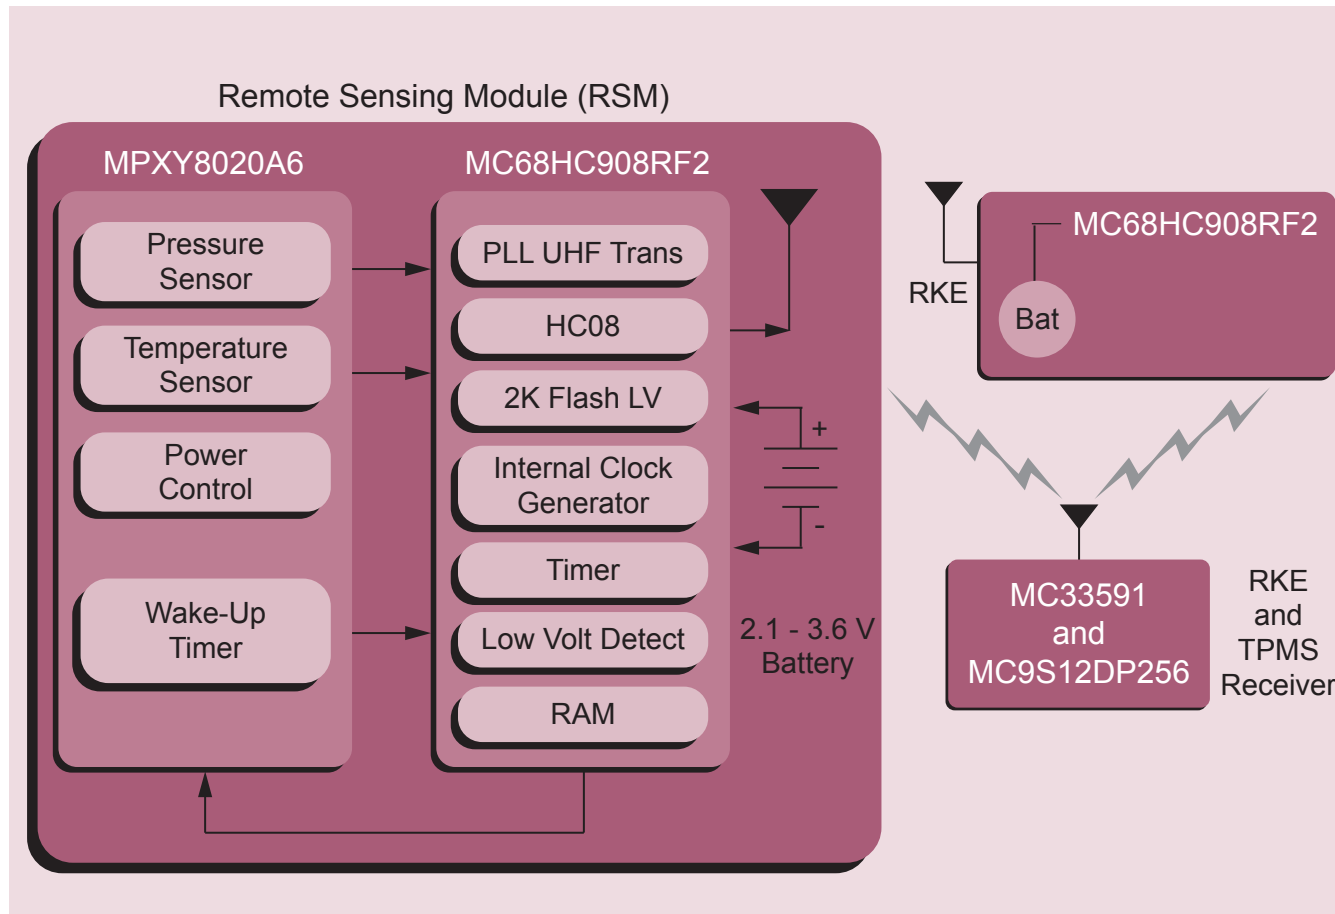 Remote Sensing Module (RSM)
MPXY8020A6
Pressure
Sensor
Temperature
Sensor
Power
Control
Wake-Up
Timer
MC68HC908RF2
PLL UHF Trans
HC08
2K Flash LV
Internal Clock
Generator
Timer
Low Volt Detect
RAM
+
-
2.1 - 3.6 V
Battery
RKE
MC68HC908RF2
Bat
MC33591
and
MC9S12DP256
RKE
and
TPMS
Receiver